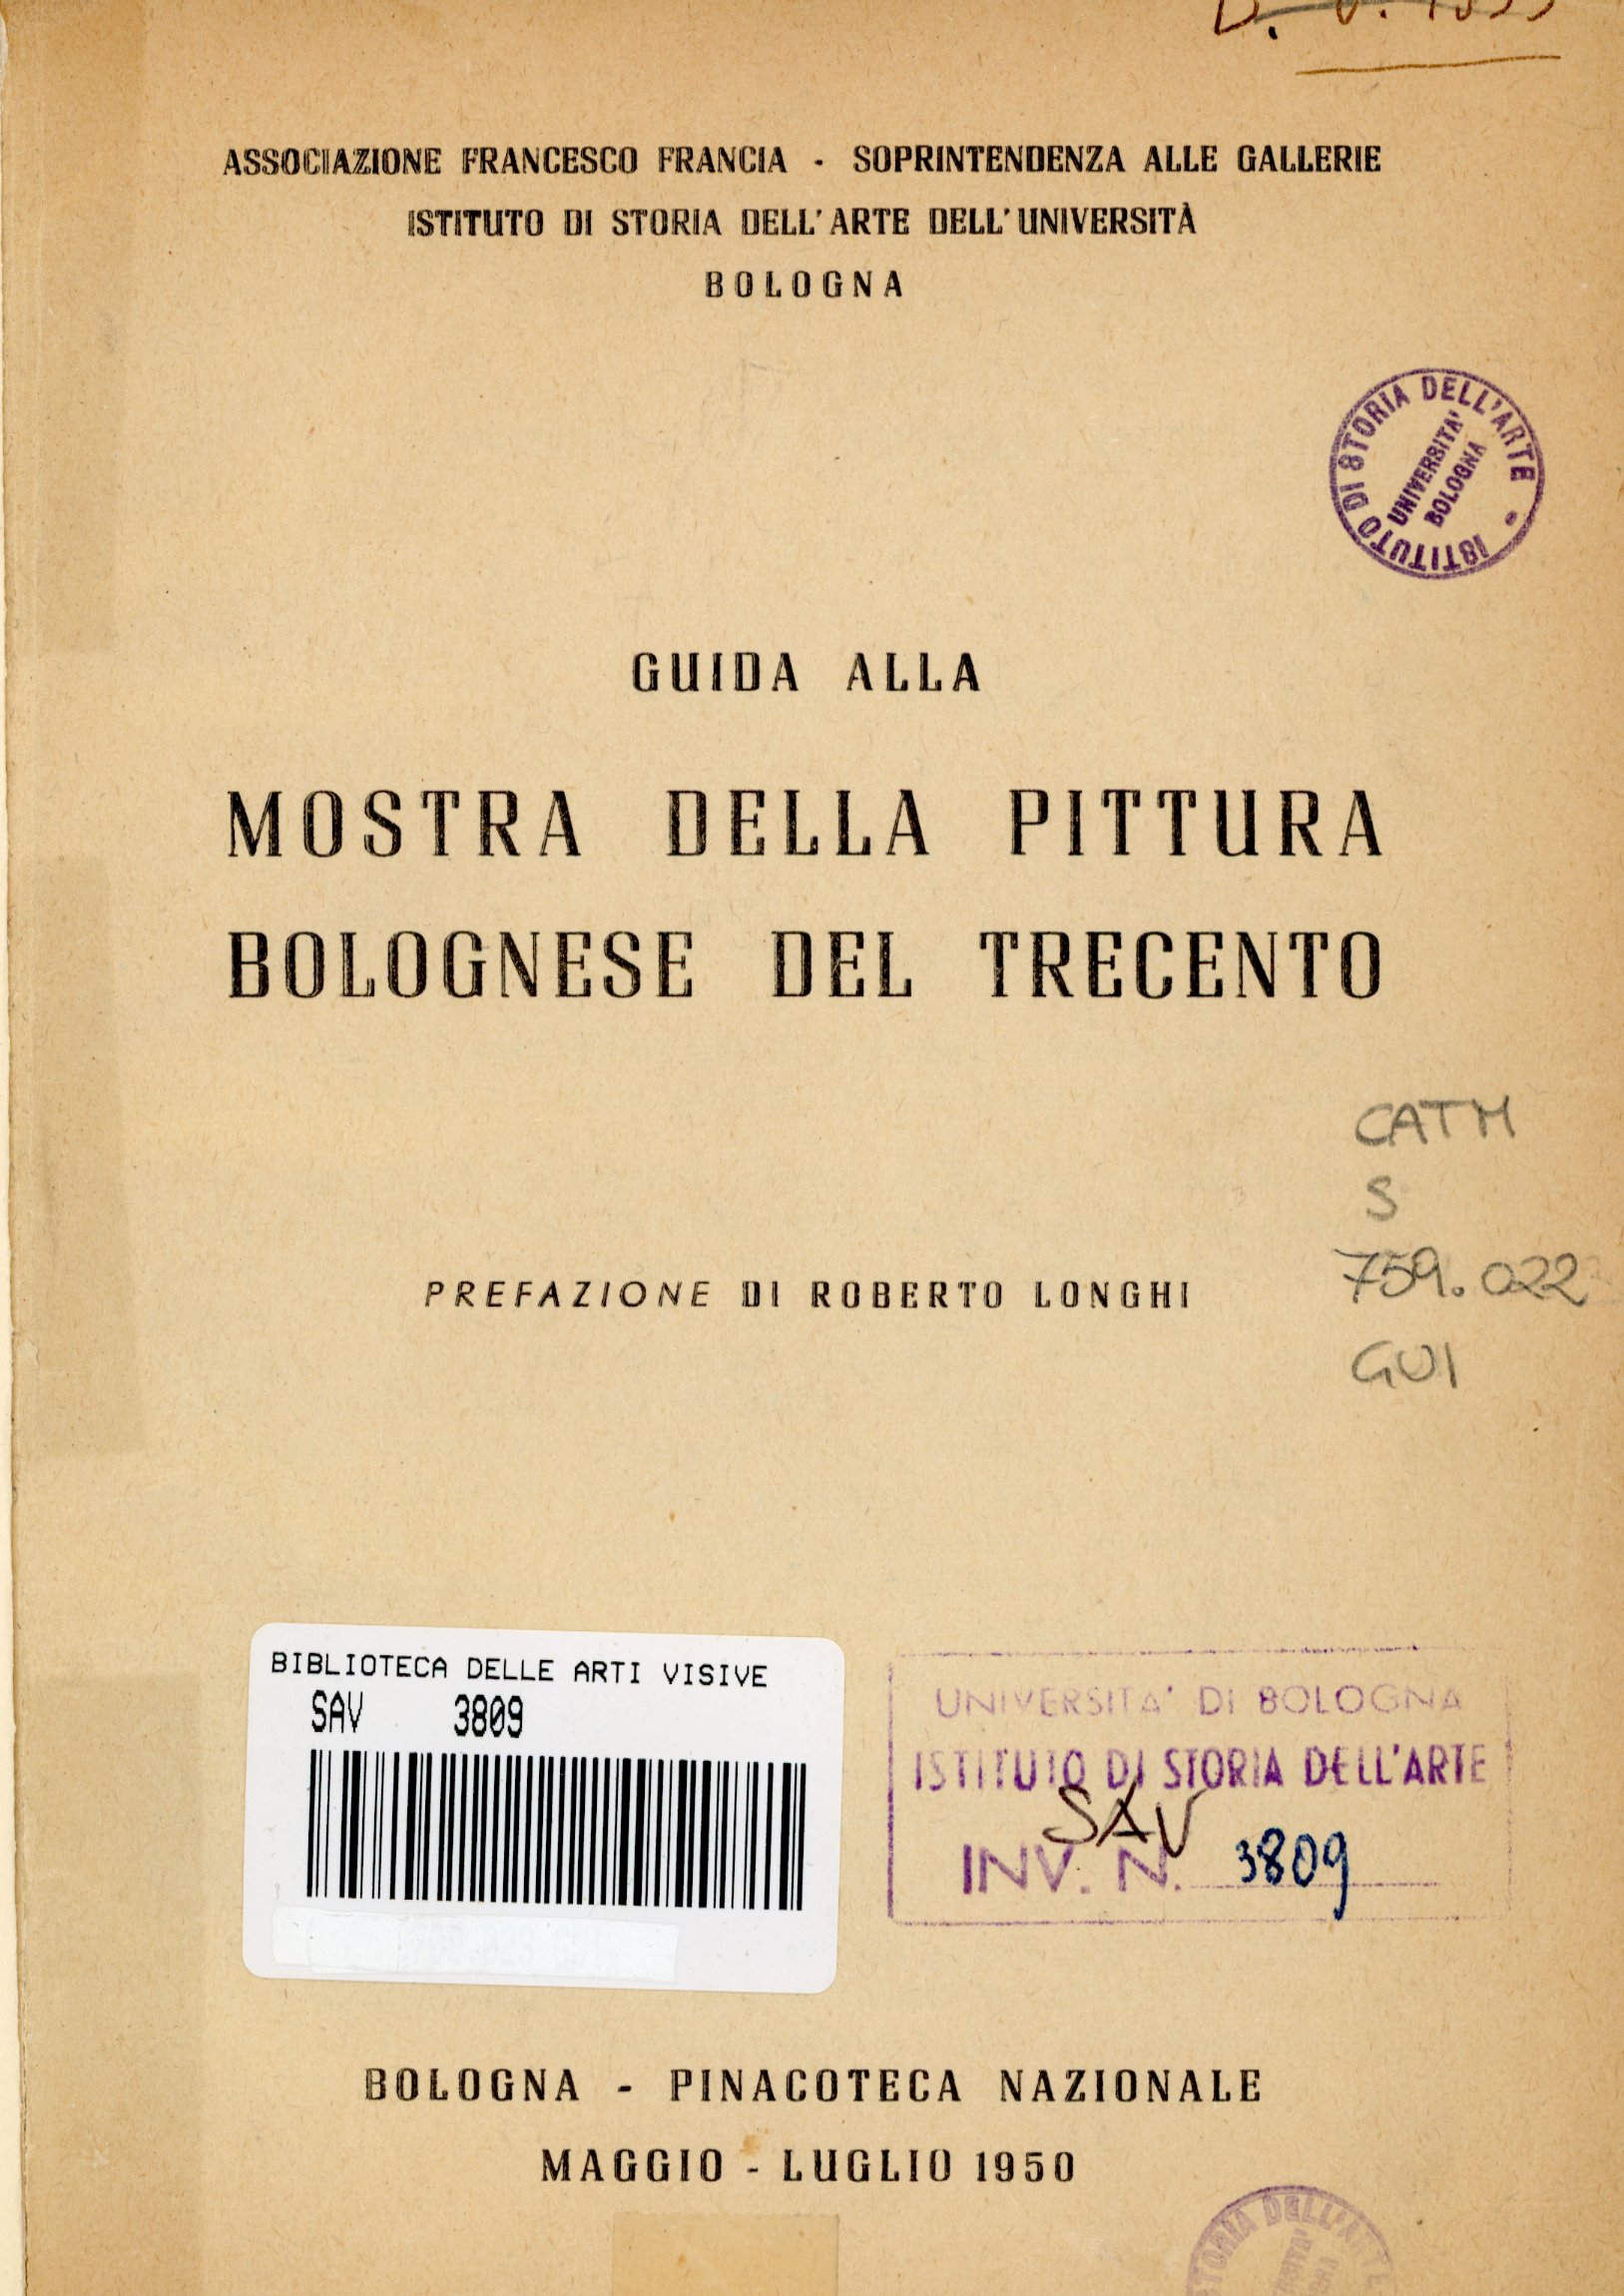 ASSOCIAZIONE FRANCESCO FRANCIA - SOPRINTENDENZA ALLE GALLERIE
ISTITUTO DI STORIA DELL'ARTE DELL'UNIVERSITÀ
BOLOGNA
ISTITUTO DI STORIA DELL'ARTE
UNIVERSITA'
BOLOGNA
GUIDA ALLA
MOSTRA DELLA PITTURA
BOLOGNESE DEL TRECENTO
CATM
S
759.022
GUI
PREFAZIONE DI ROBERTO LONGHI
BIBLIOTECA DELLE ARTI VISIVE
SAV 3809
UNIVERSITA' DI BOLOGNA
ISTITUTO DI STORIA DELL'ARTE
SAV
INV. N. 3809
BOLOGNA - PINACOTECA NAZIONALE
MAGGIO - LUGLIO 1950
STORIA DELL'ARTE